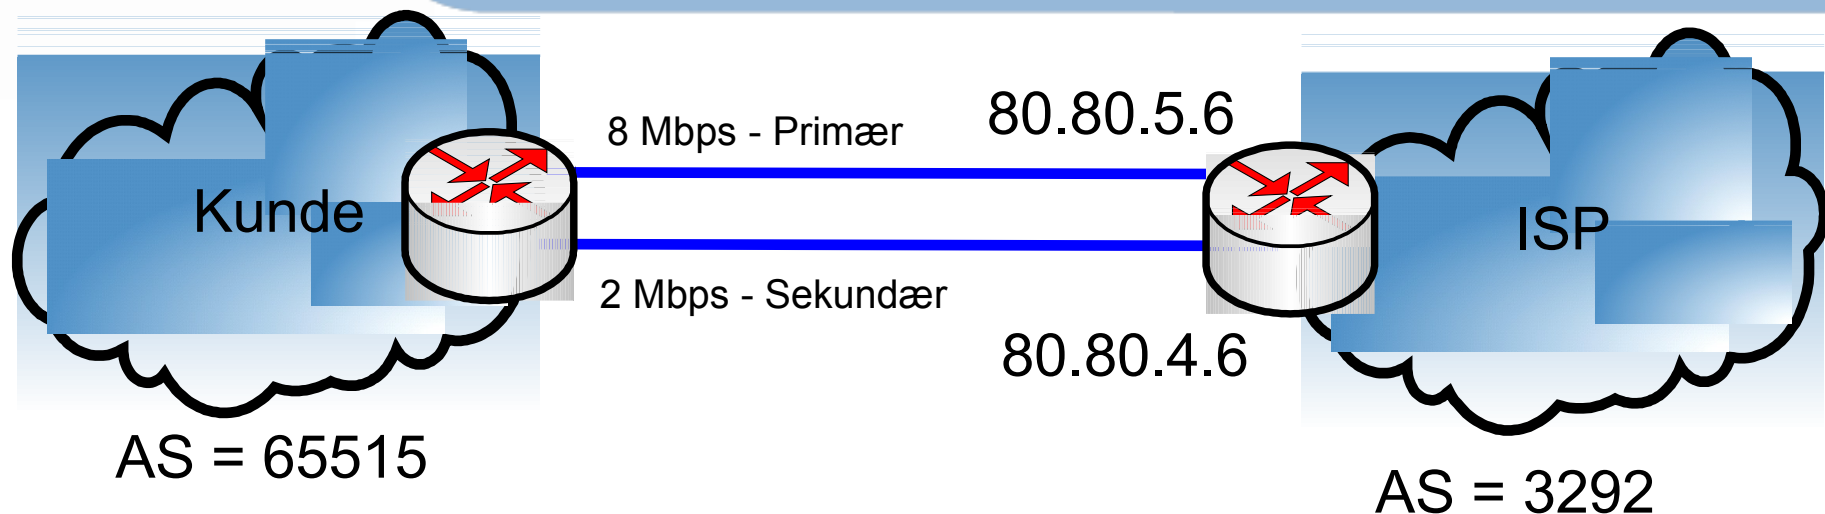 8 Mbps - Primær
80.80.5.6
Kunde
ISP
2 Mbps - Sekundær
80.80.4.6
AS = 65515
AS = 3292